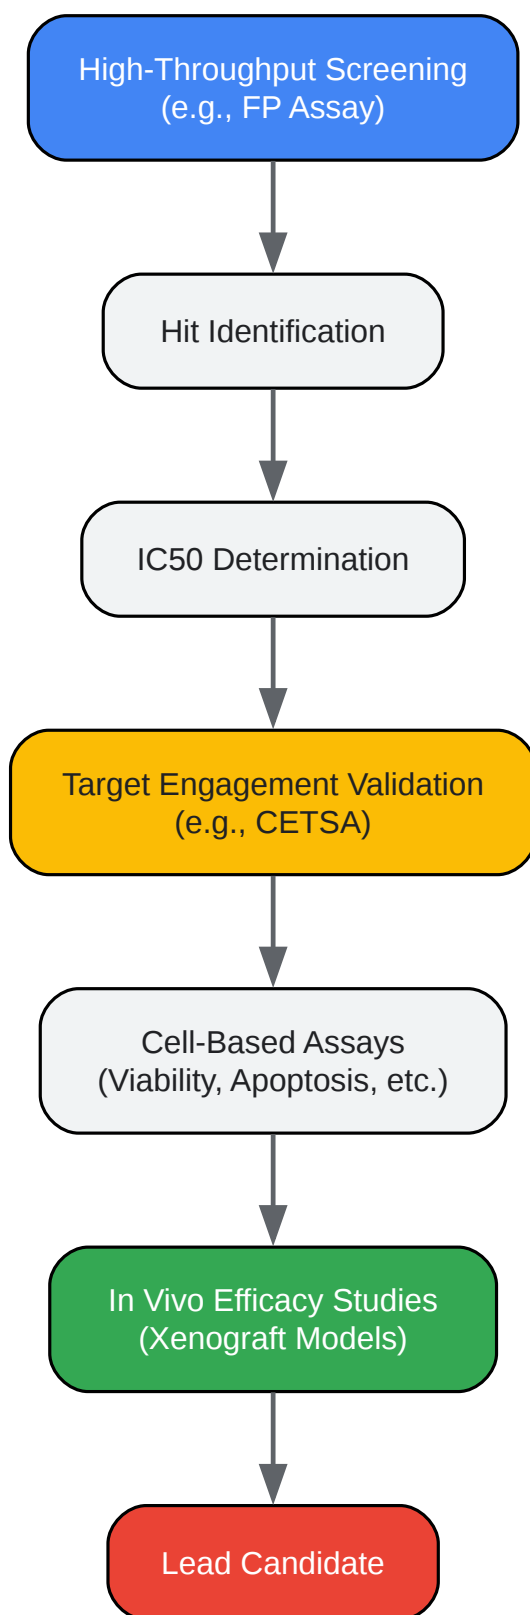 High-Throughput Screening
(e.g., FP Assay)
Hit Identification
IC50 Determination
Target Engagement Validation
(e.g., CETSA)
Cell-Based Assays
(Viability, Apoptosis, etc.)
In Vivo Efficacy Studies
(Xenograft Models)
Lead Candidate